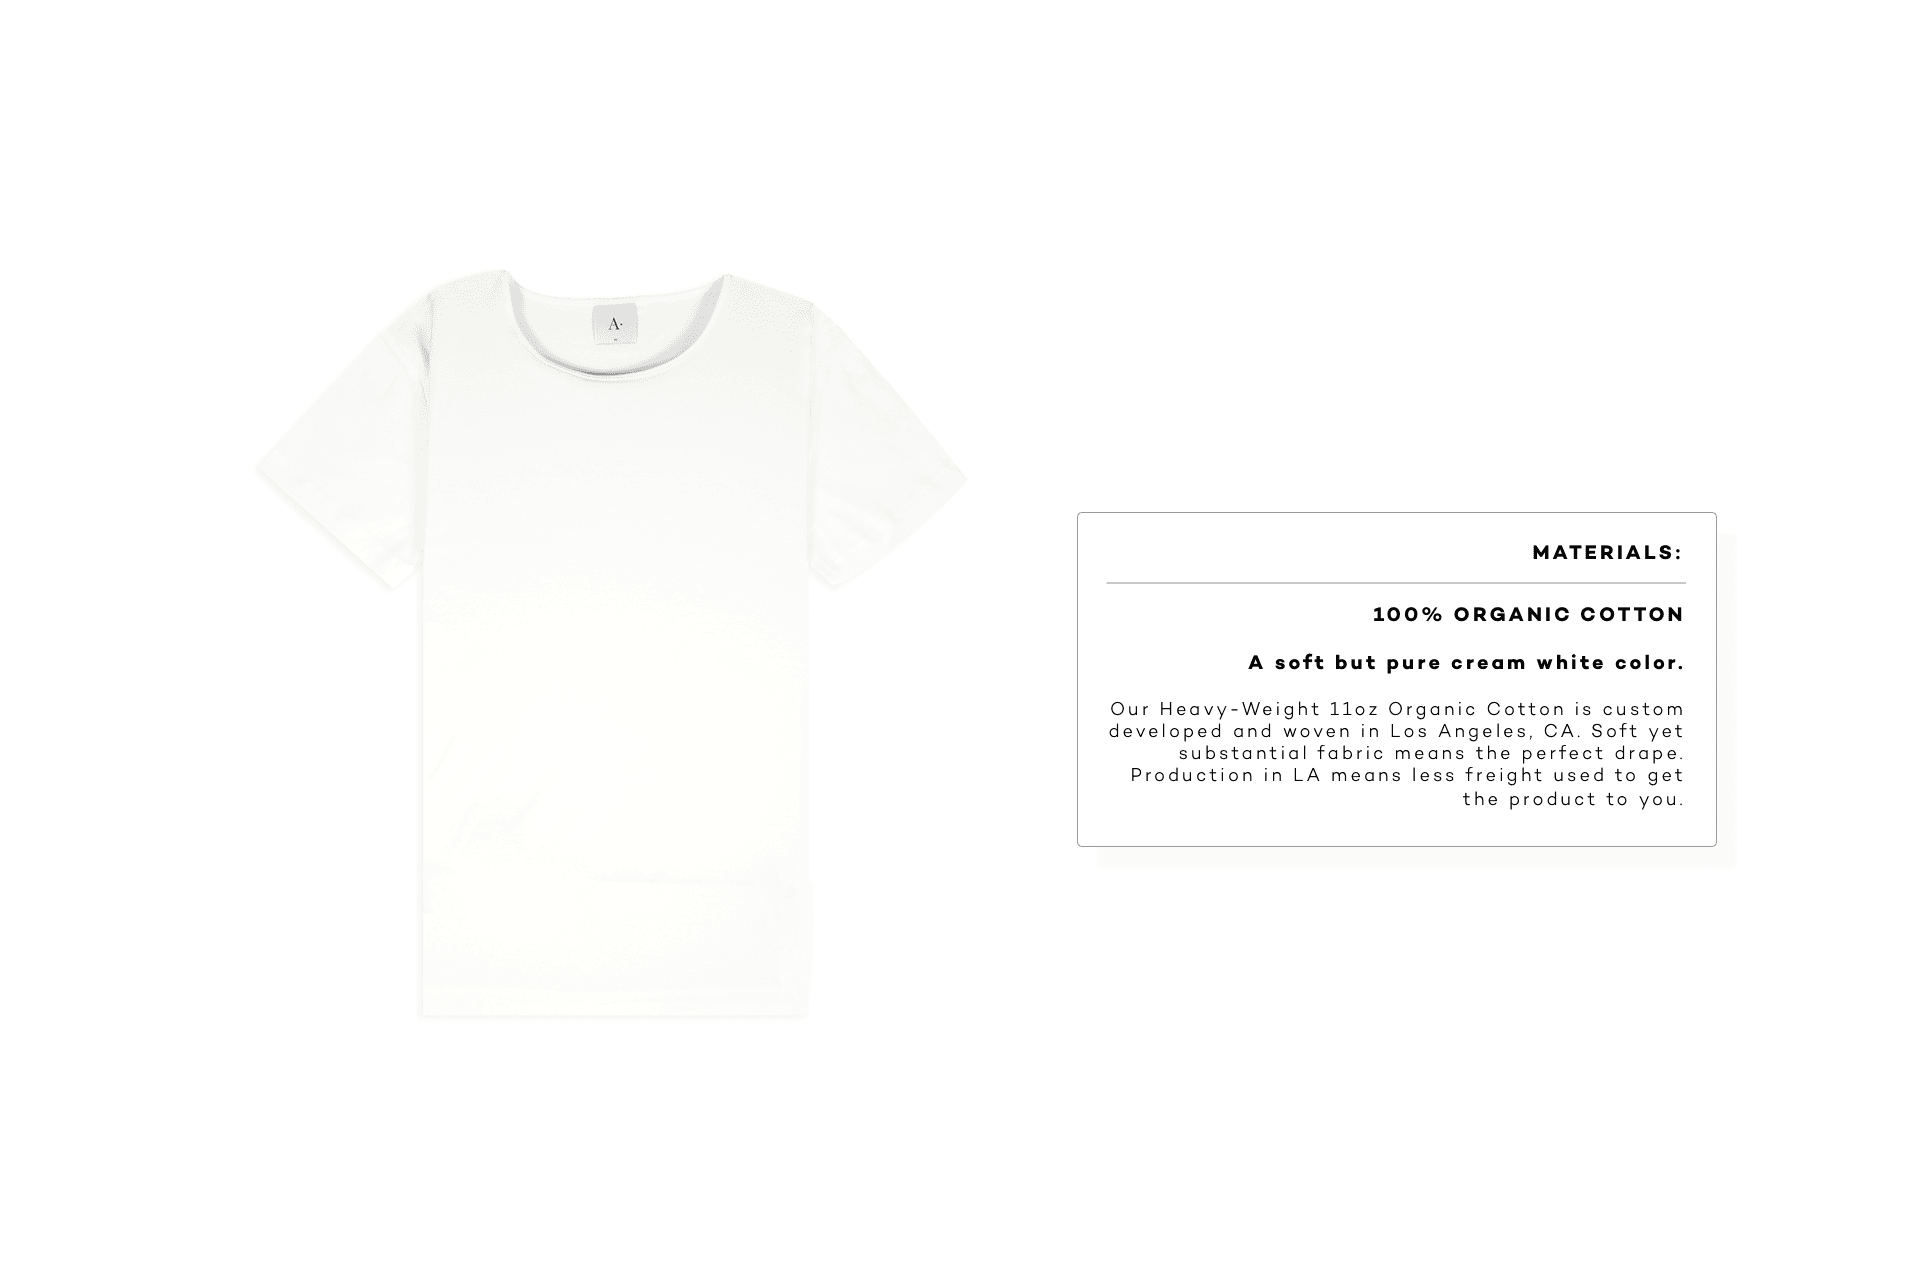 A.
MATERIALS:
100% ORGANIC COTTON
A soft but pure cream white color.
Our Heavy-Weight 11oz Organic Cotton is custom
developed and woven in Los Angeles, CA. Soft yet
substantial fabric means the perfect drape.
Production in LA means less freight used to get
the product to you.